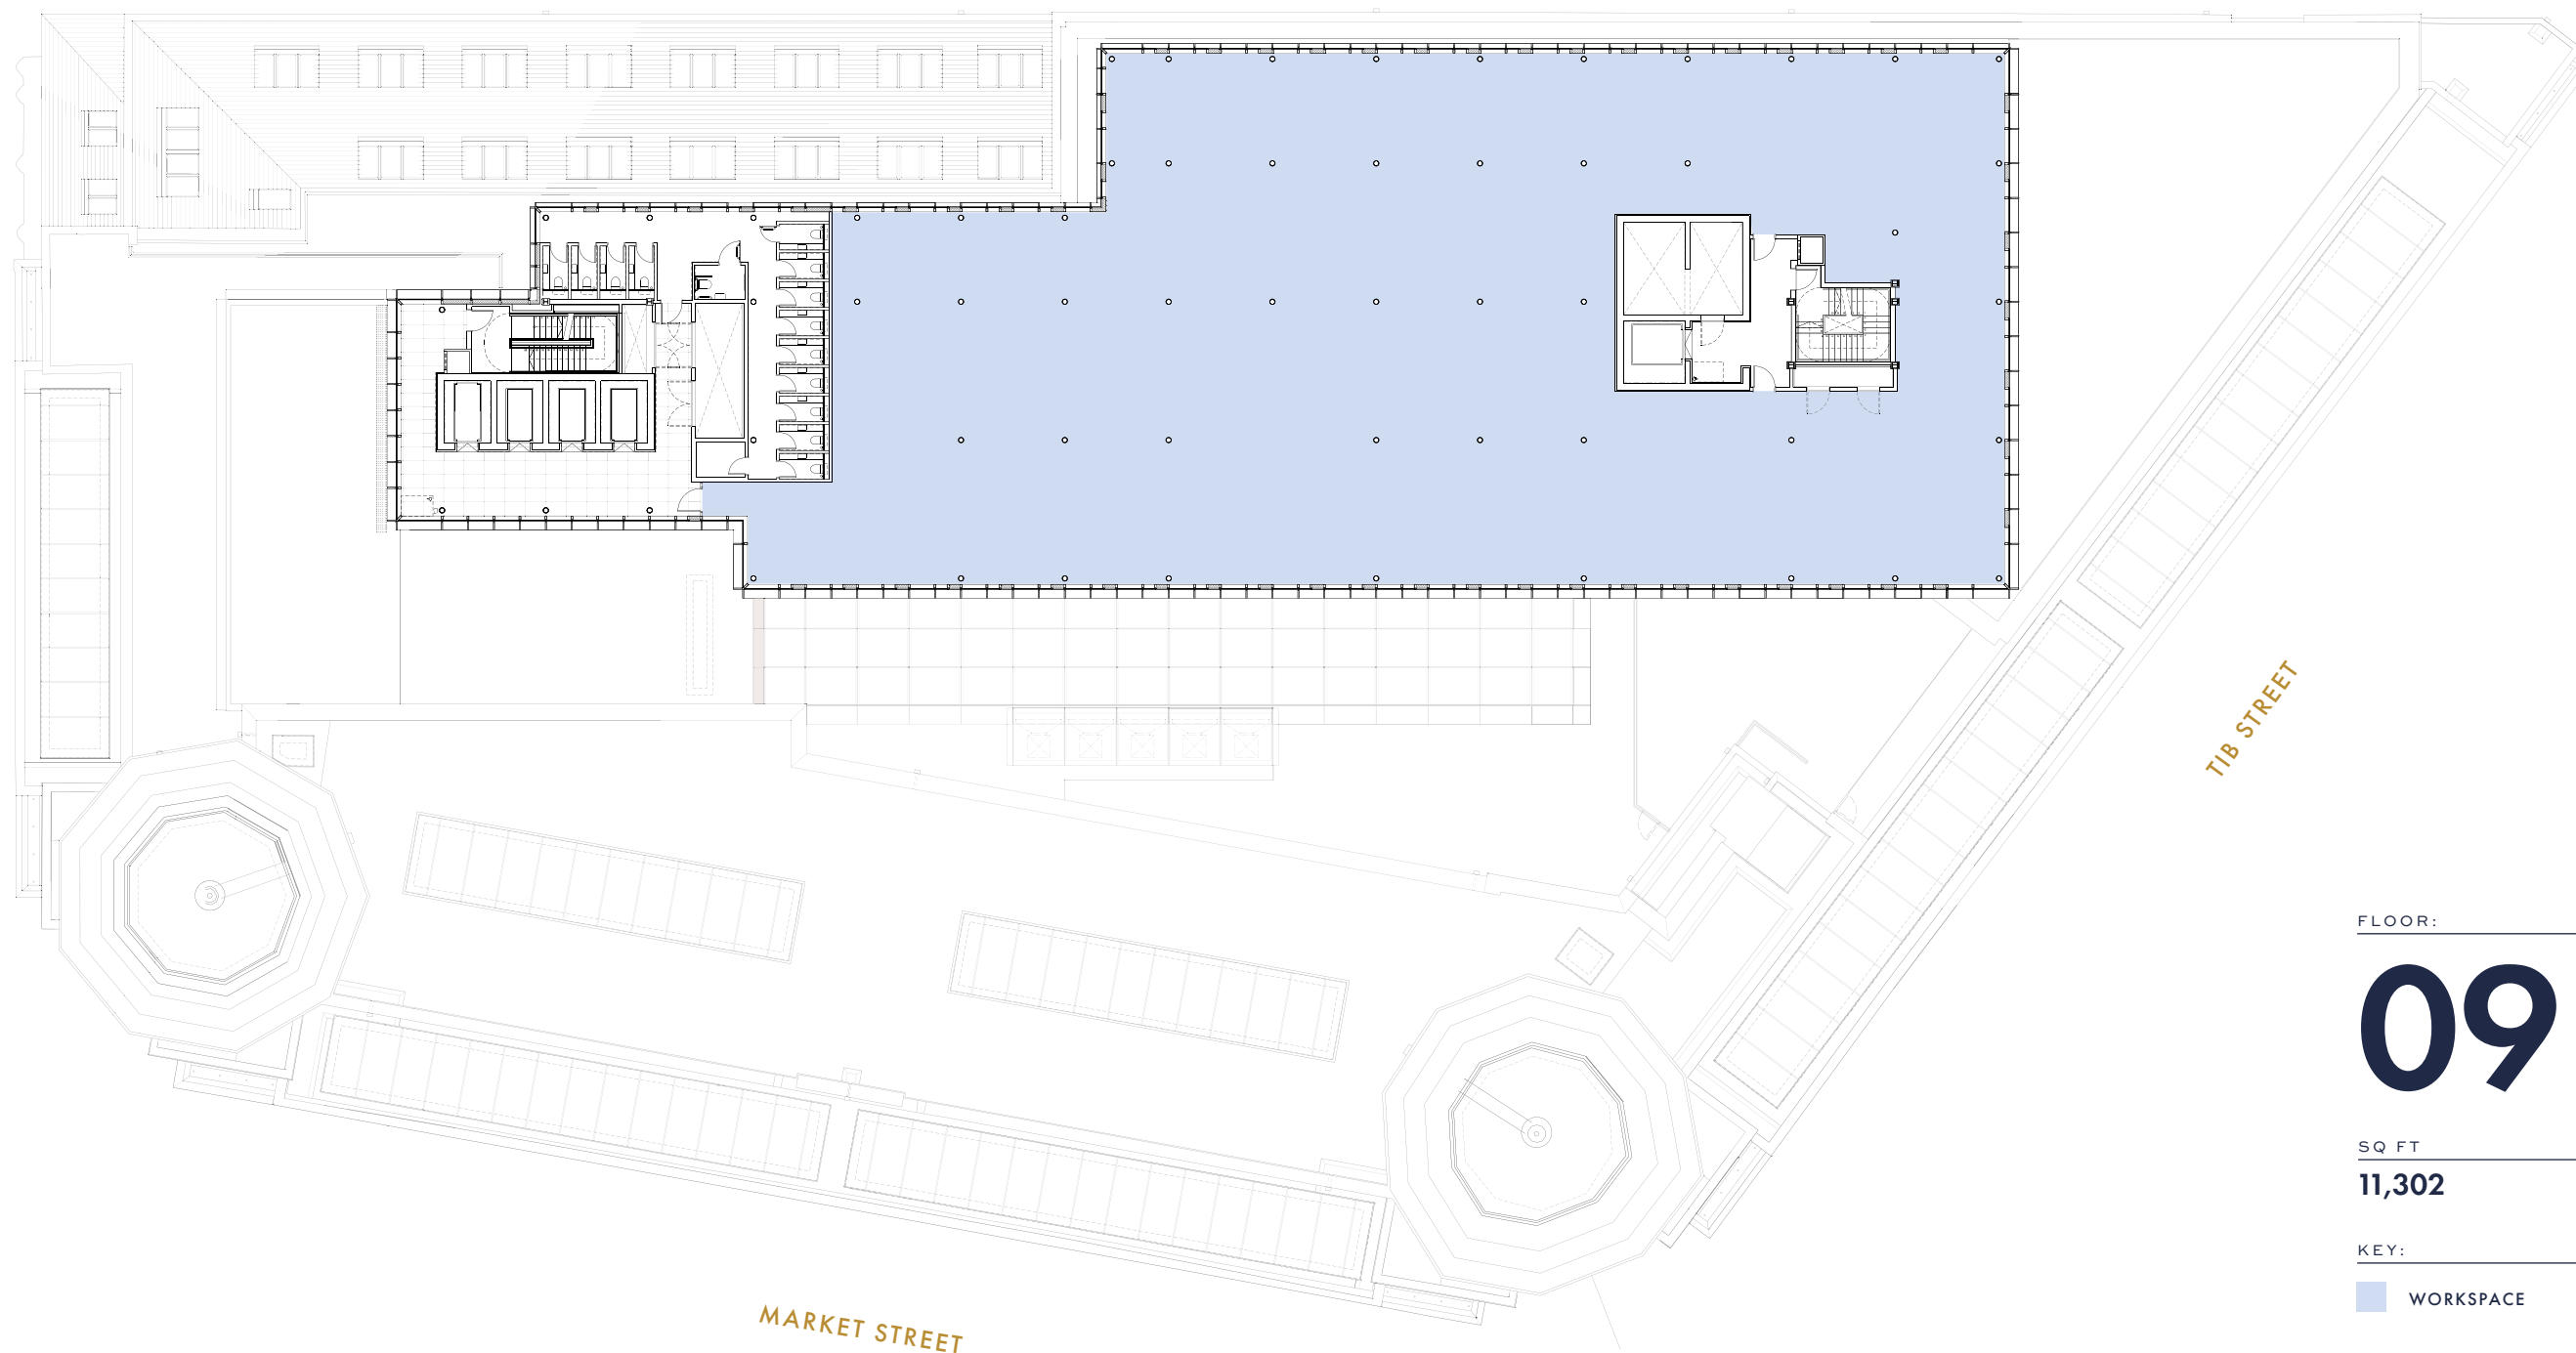 TIB STREET
FLOOR:
09
SQ FT
11,302
KEY:
WORKSPACE
MARKET STREET